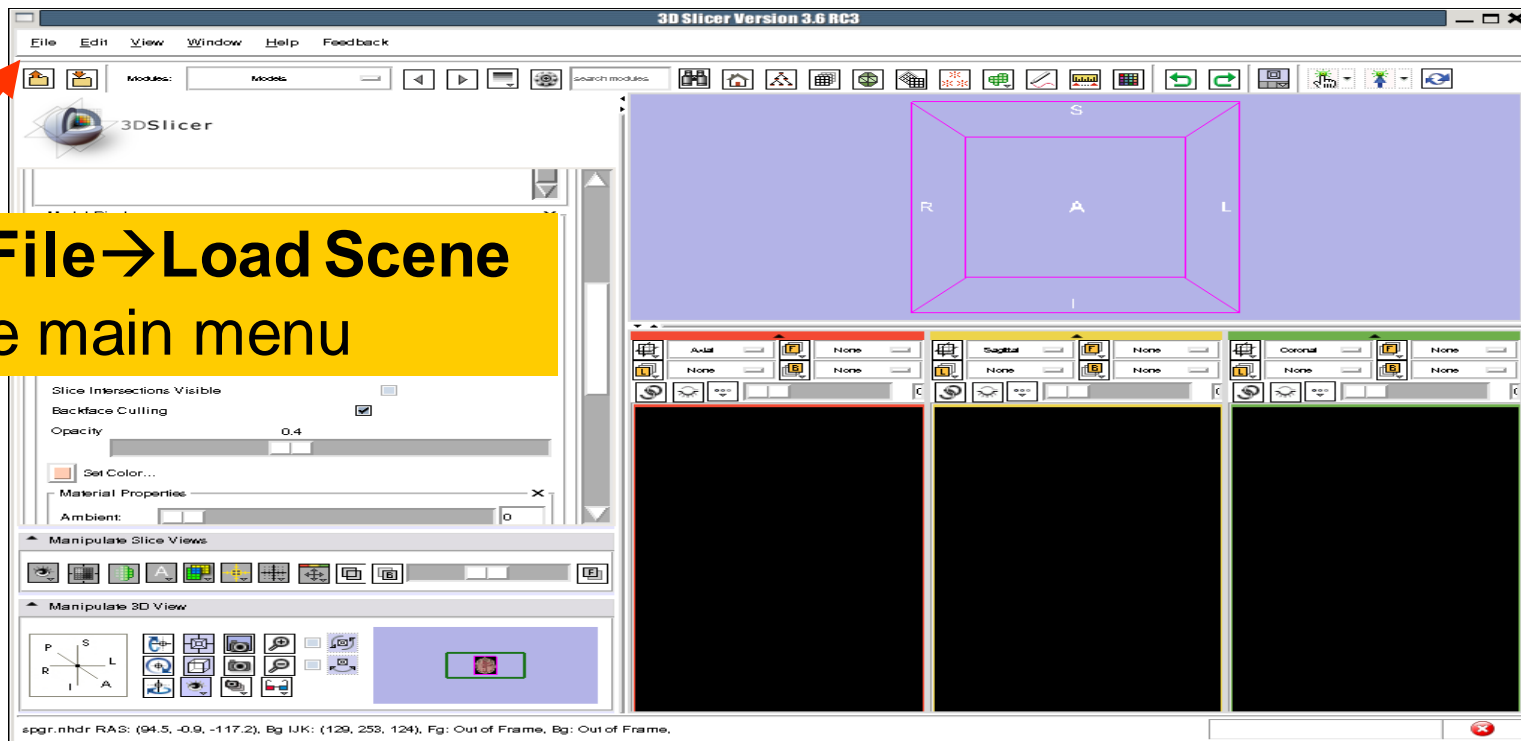 3D Slicer Version 3.6 RC3
File Edit View Window Help Feedback
Modules: Models search modules
3DSlicer
File→Load Scene
main menu
Slice Intersections Visible
Backface Culling
Opacity 0.4
Set Color...
Material Properties
Ambient: 0
Manipulate Slice Views
Manipulate 3D View
P S L R I A
S
R A L
I
Axial F None
L None B None
Sagittal F None
L None B None
Coronal F None
L None B None
spgr.nhdr RAS: (94.5, -0.9, -117.2), Bg IJK: (129, 253, 124), Fg: Out of Frame, Bg: Out of Frame,